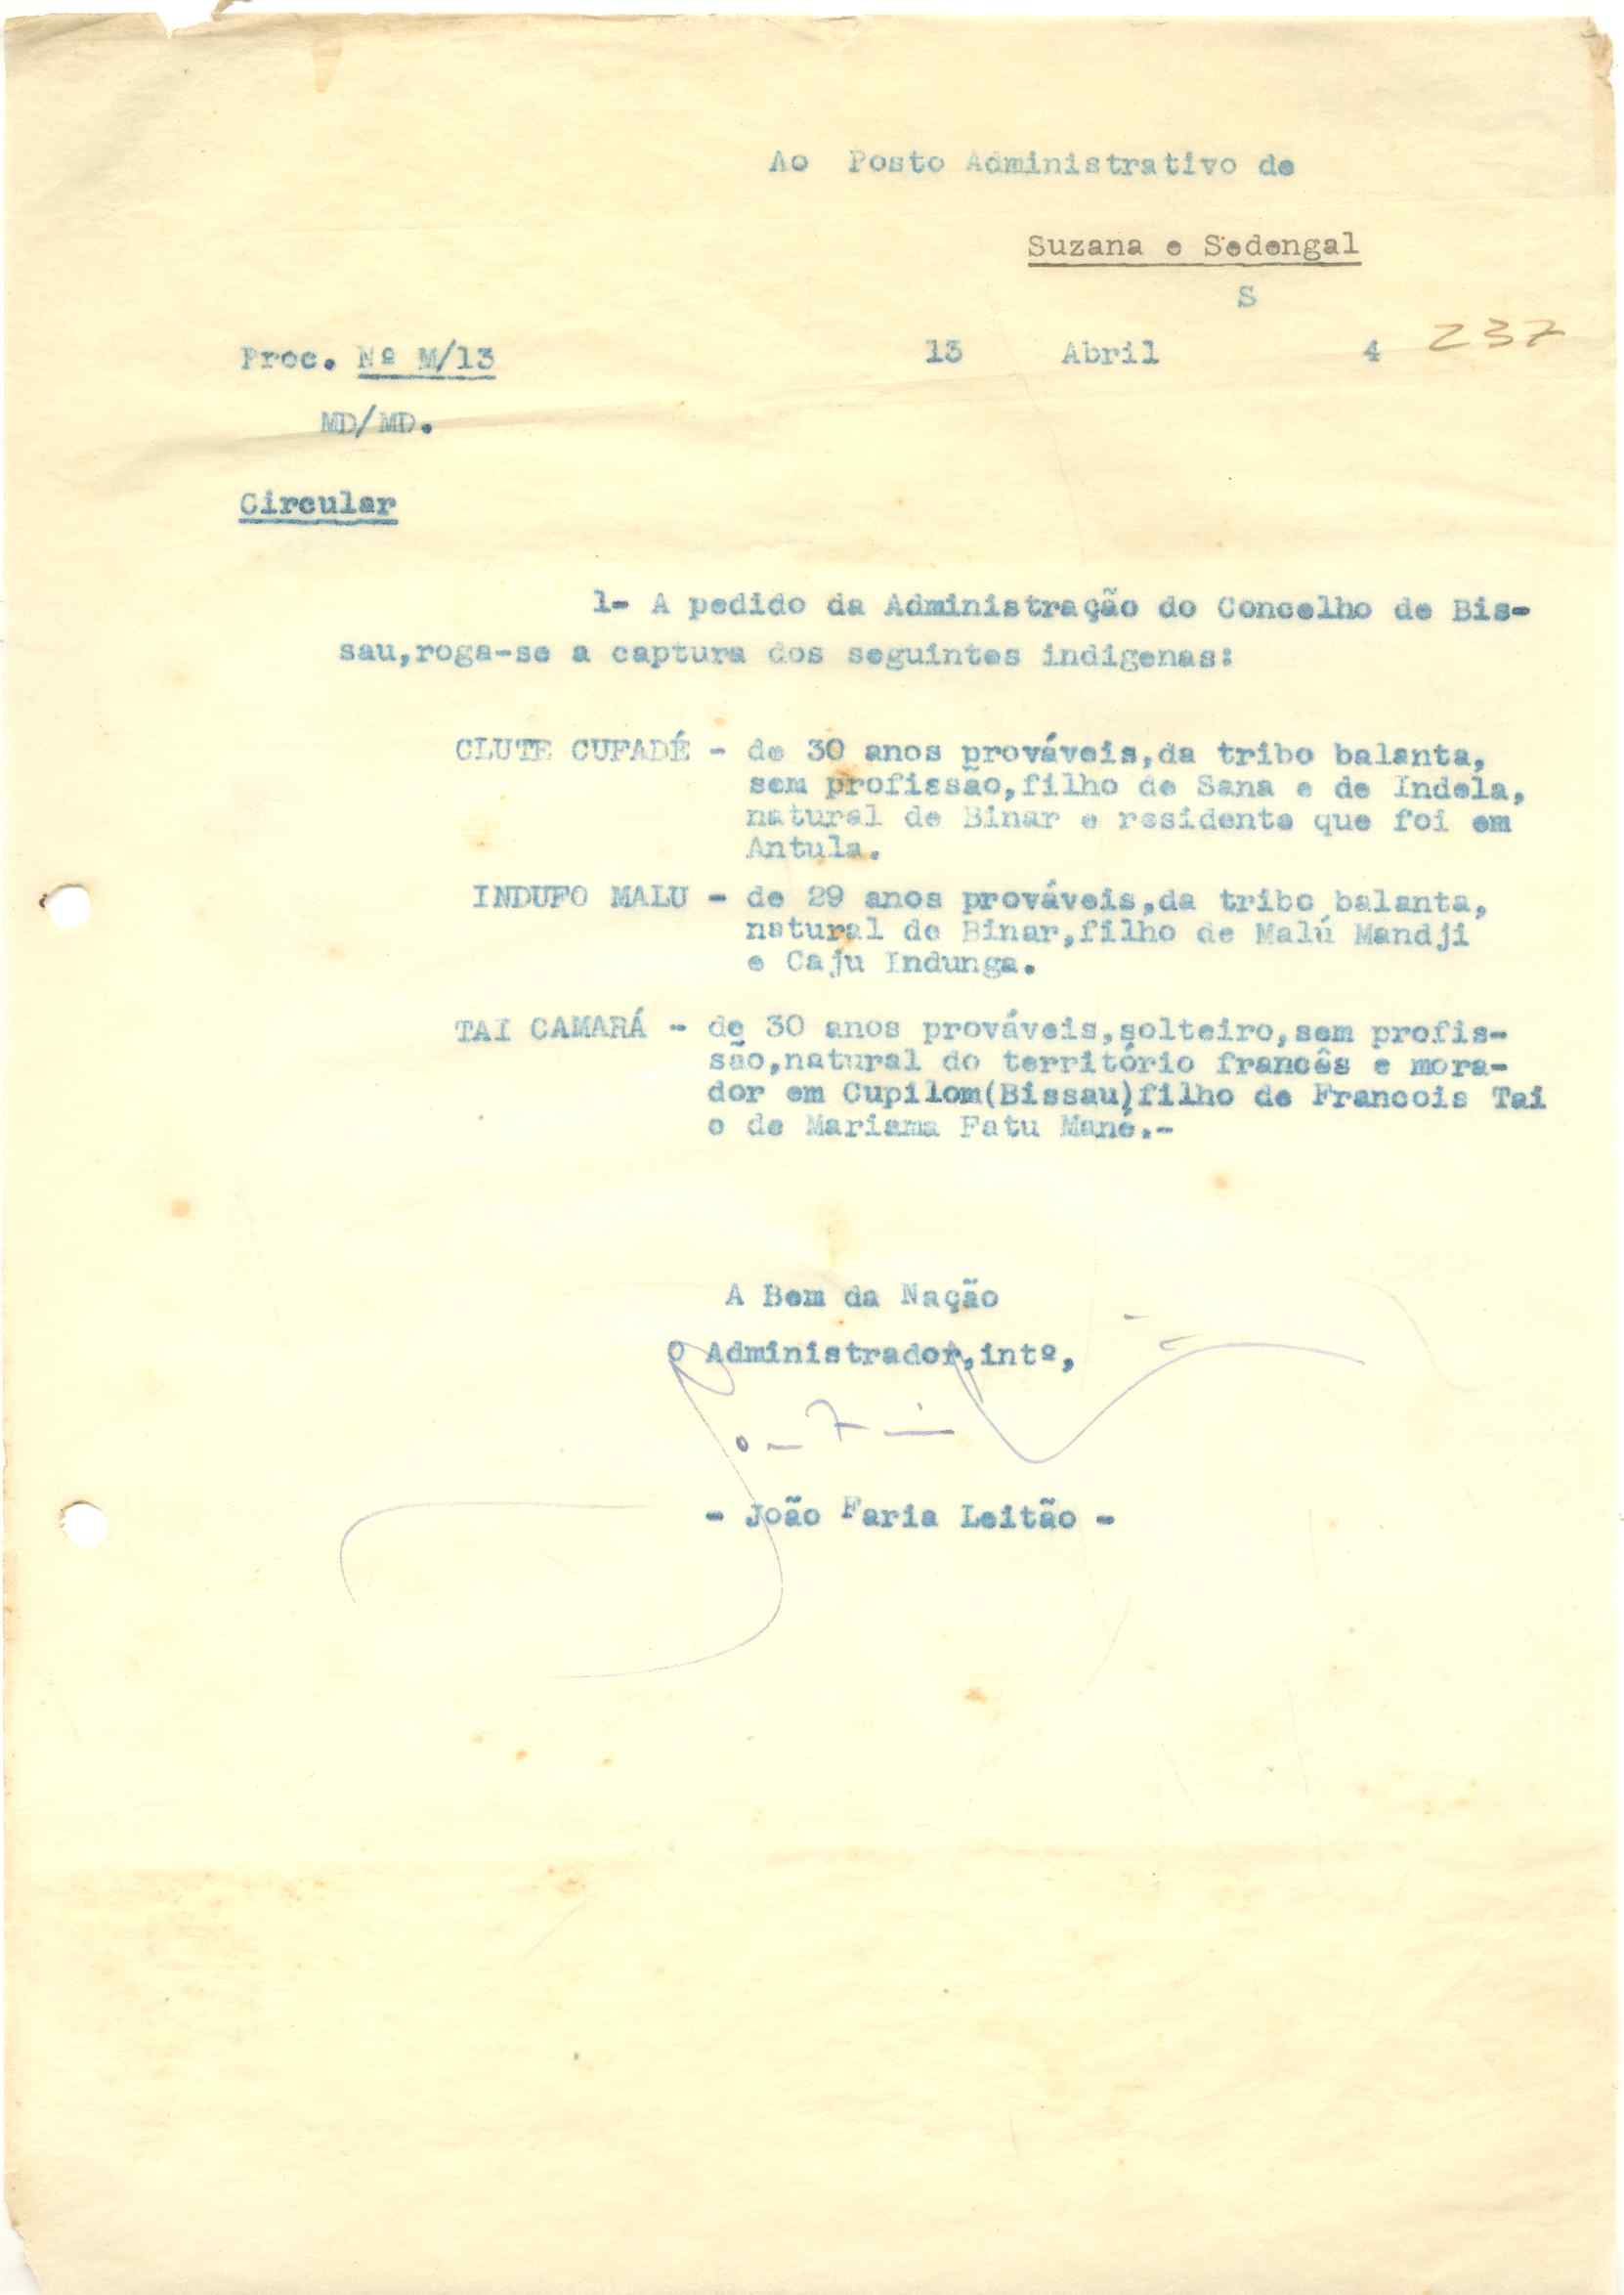 Ao Posto Administrativo de
Suzana e Sedengal
S
Proc. Nº M/13 13 Abril 4 237
MD/MD.
Circular
1- A pedido da Administração do Concelho de Bis-
sau,roga-se a captura dos seguintes indigenas:
CLUTE CUFADÉ - de 30 anos prováveis,da tribo balanta,
sem profissão,filho de Sana e de Indela,
natural de Binar e residente que foi em
Antula.
INDUFO MALU - de 29 anos prováveis,da tribo balanta,
natural de Binar,filho de Malú Mandji
e Caju Indunga.
TAI CAMARÁ - de 30 anos prováveis,solteiro,sem profis-
são,natural do território francês e mora-
dor em Cupilom(Bissau)filho de Francois Tai
e de Mariama Fatu Mane.-
A Bem da Nação
O Administrador,intº,
- João Faria Leitão -